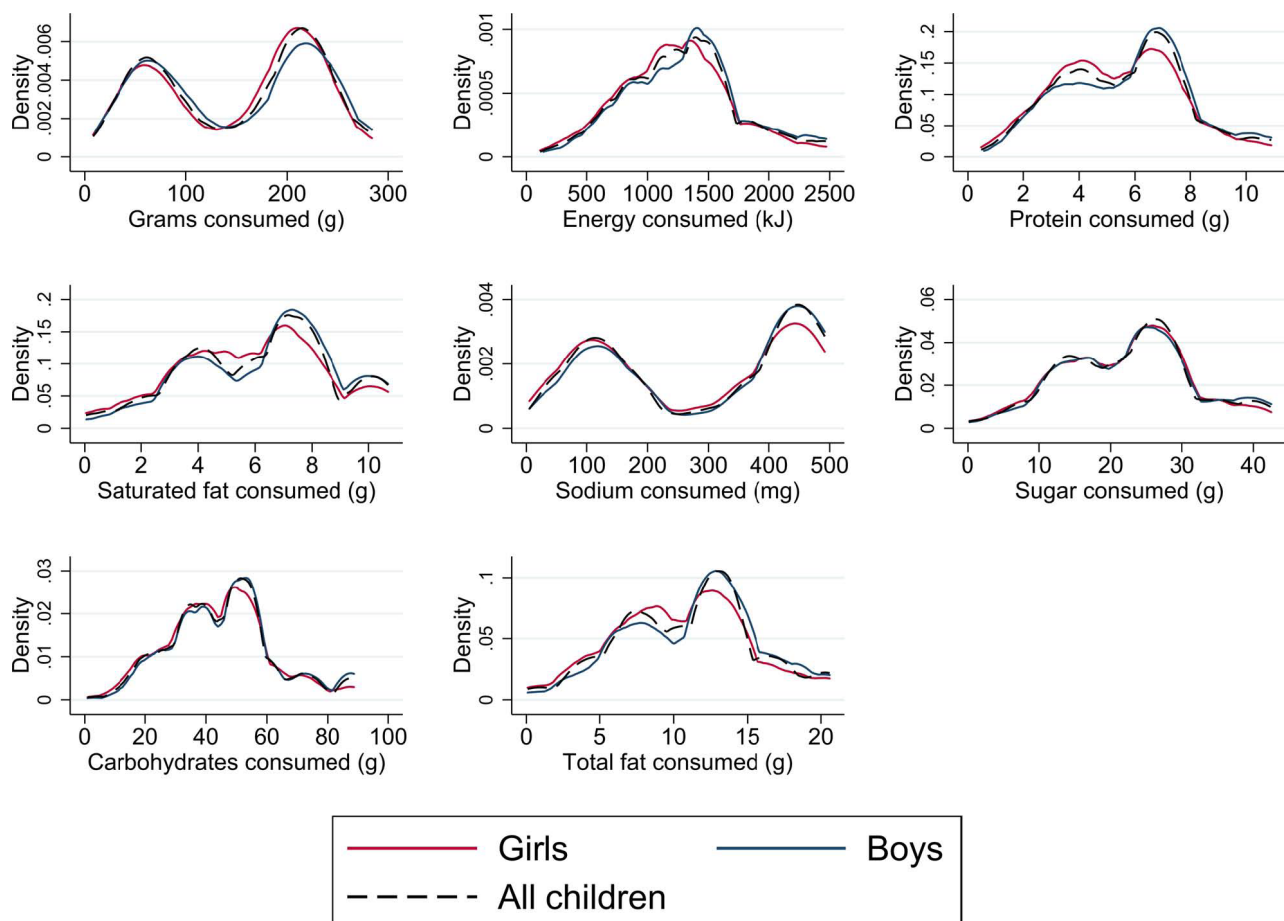 Density
0 .002 .004 .006
0 100 200 300
Grams consumed (g)
Density
0 .0005 .001
0 500 1000 1500 2000 2500
Energy consumed (kJ)
Density
0 .05 .1 .15 .2
0 2 4 6 8 10
Protein consumed (g)
Density
0 .05 .1 .15 .2
0 2 4 6 8 10
Saturated fat consumed (g)
Density
0 .002 .004
0 100 200 300 400 500
Sodium consumed (mg)
Density
0 .02 .04 .06
0 10 20 30 40
Sugar consumed (g)
Density
0 .01 .02 .03
0 20 40 60 80 100
Carbohydrates consumed (g)
Density
0 .05 .1
0 5 10 15 20
Total fat consumed (g)
Girls Boys
All children